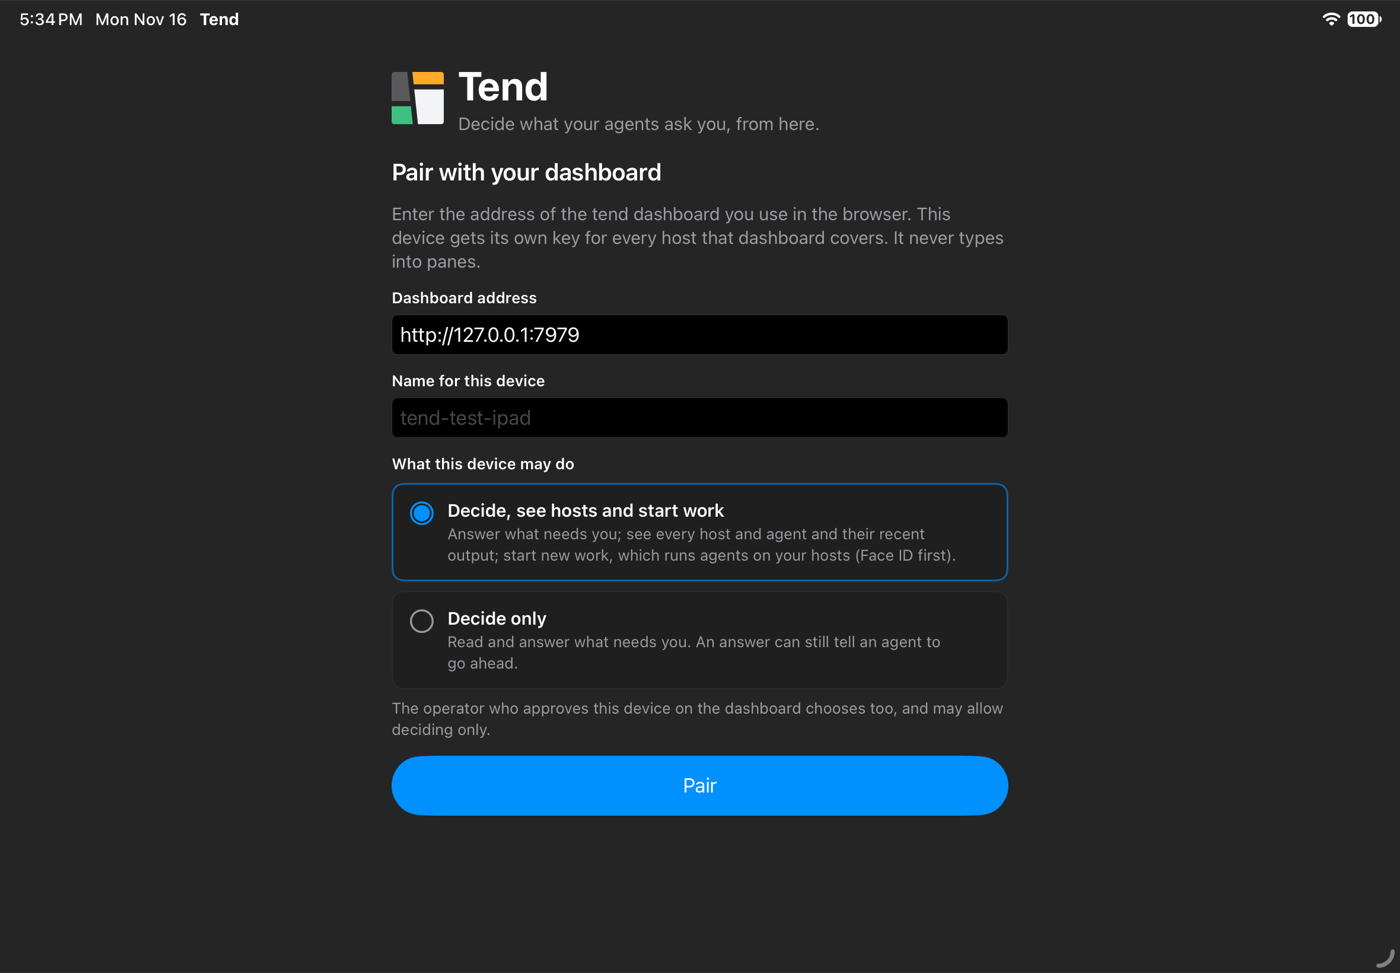 5:34 PM Mon Nov 16 Tend
100
Tend
Decide what your agents ask you, from here.
Pair with your dashboard
Enter the address of the tend dashboard you use in the browser. This
device gets its own key for every host that dashboard covers. It never types
into panes.
Dashboard address
http://127.0.0.1:7979
Name for this device
tend-test-ipad
What this device may do
Decide, see hosts and start work
Answer what needs you; see every host and agent and their recent
output; start new work, which runs agents on your hosts (Face ID first).
Decide only
Read and answer what needs you. An answer can still tell an agent to
go ahead.
The operator who approves this device on the dashboard chooses too, and may allow
deciding only.
Pair